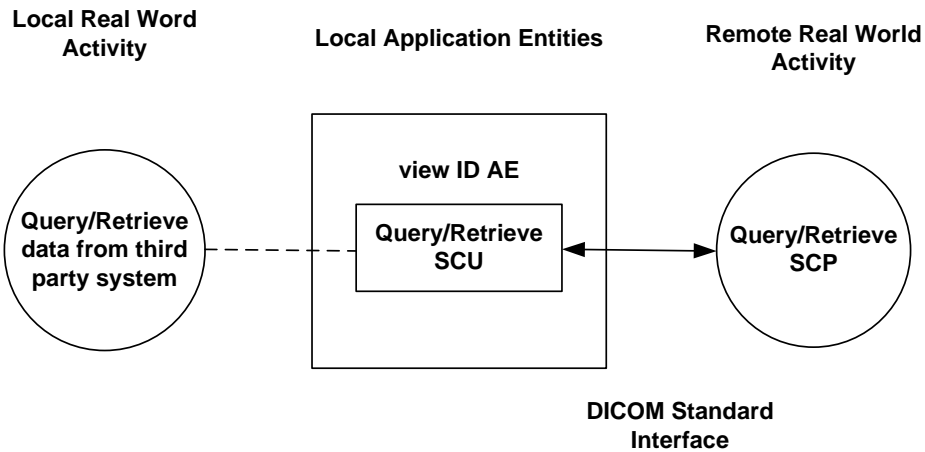 Local Real Word
Activity
Local Application Entities
Remote Real World
Activity
view ID AE
Query/Retrieve
data from third
party system
Query/Retrieve
SCU
Query/Retrieve
SCP
DICOM Standard
Interface